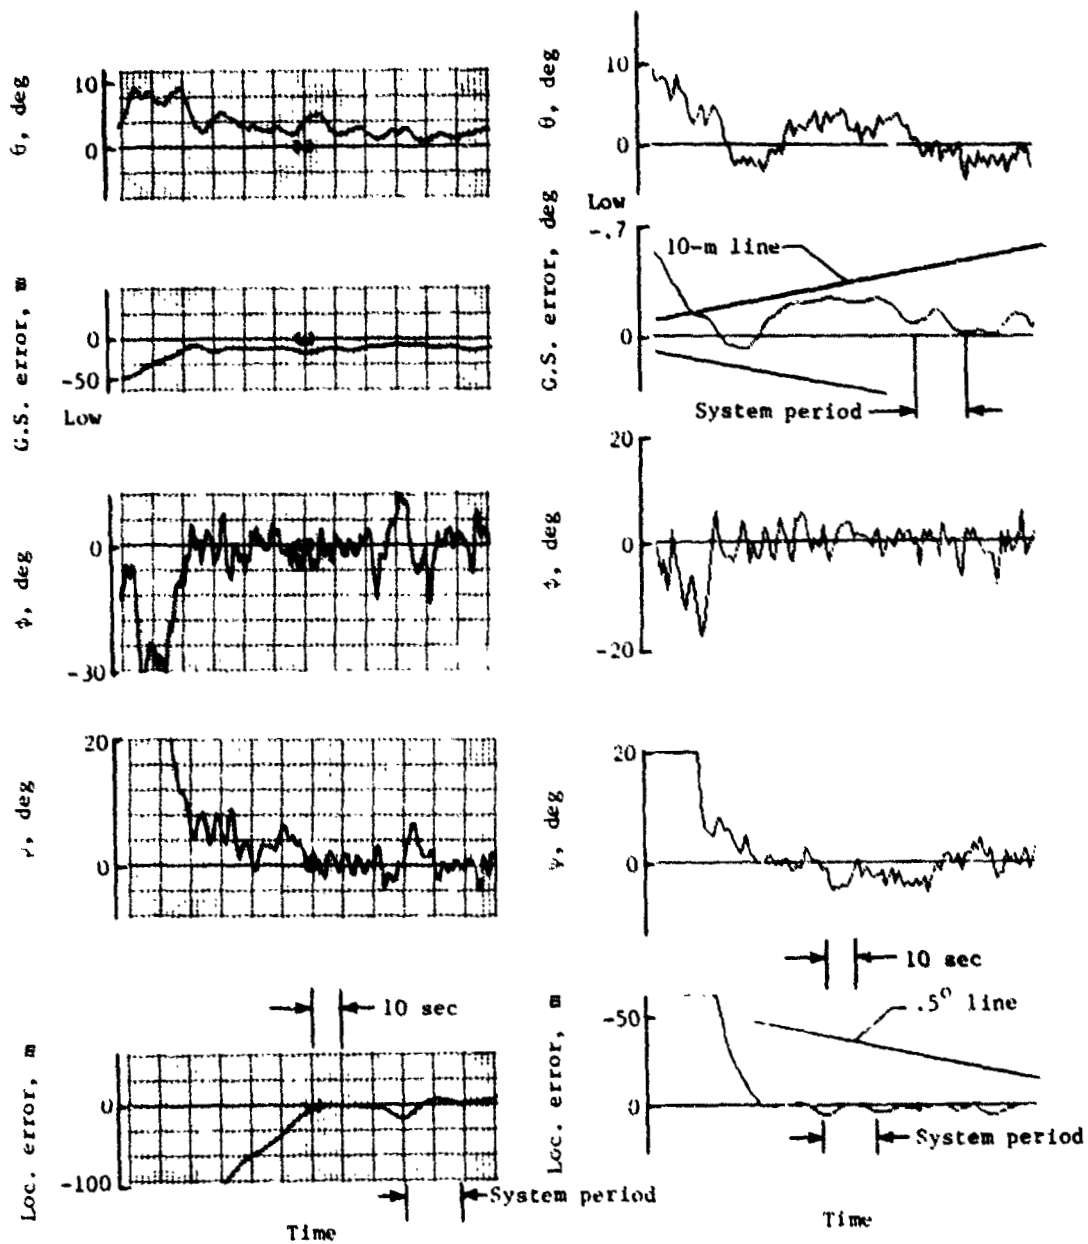 θ, deg
10
0
G.S. error, m
0
-50
Low
ϕ, deg
0
-30
deg
20
0
10 sec
Loc. error, m
0
-100
System period
Time
θ, deg
10
0
Low
G.S. error, deg
-.7
10-m line
0
System period
ϕ, deg
20
0
-20
ψ, deg
20
0
10 sec
Loc. error, m
-50
.5° line
0
System period
Time